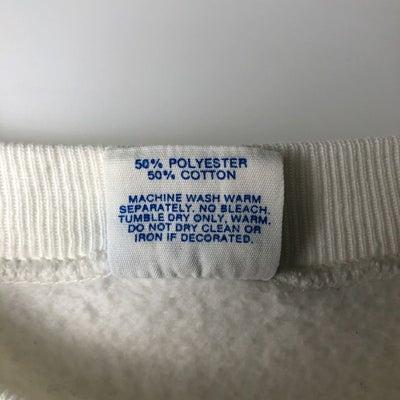 50% POLYESTER
50% COTTON
MACHINE WASH WARM
SEPARATELY. NO BLEACH.
TUMBLE DRY ONLY, WARM.
DO NOT DRY CLEAN OR
IRON IF DECORATED.